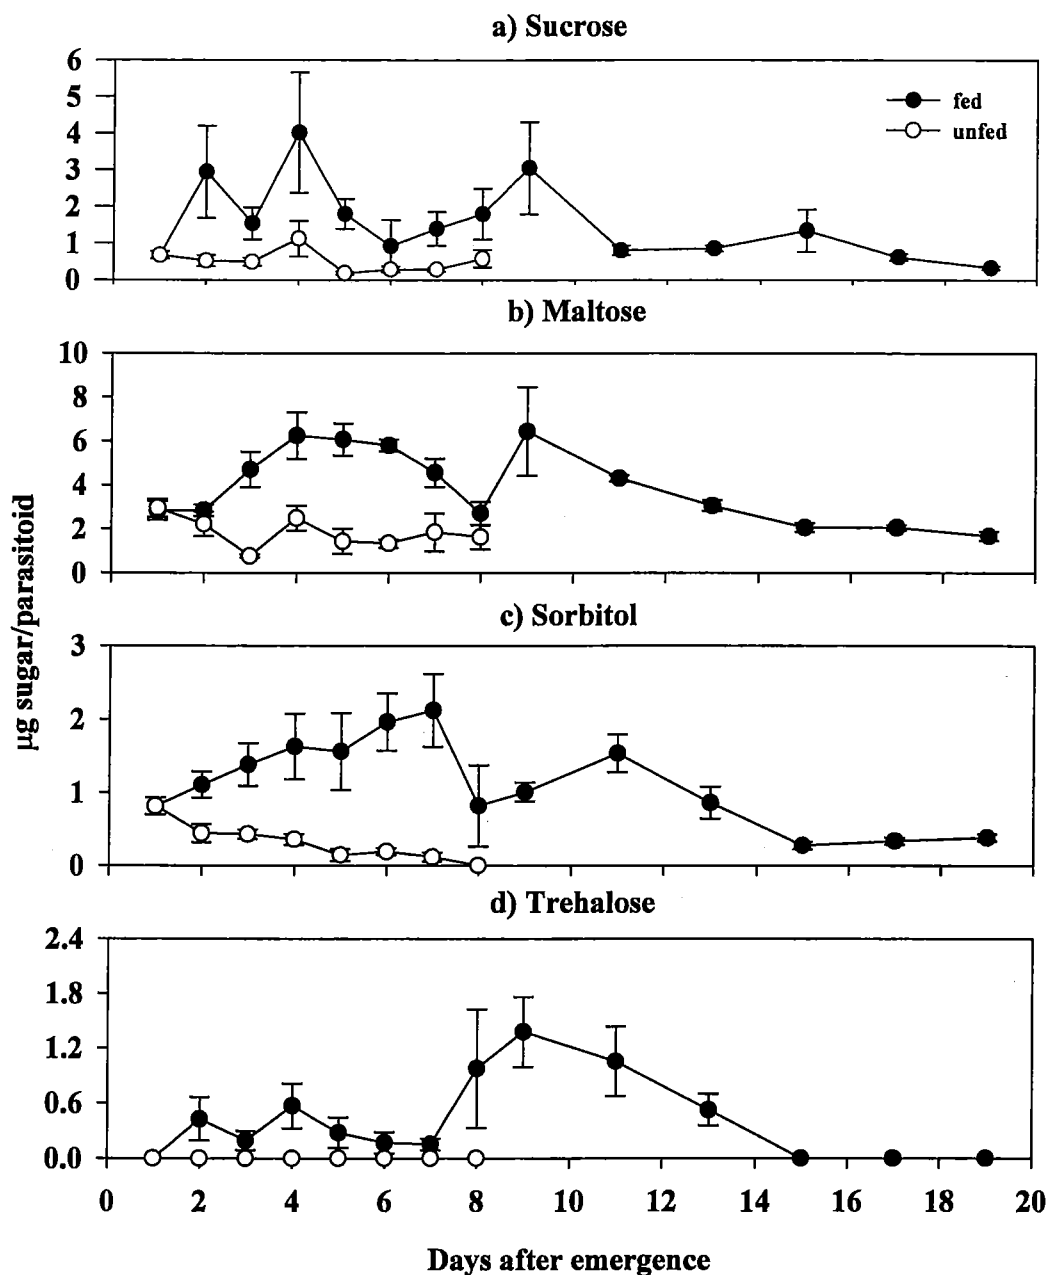 a) Sucrose
6
5
4
3
2
1
0
fed
unfed
b) Maltose
10
8
6
4
2
0
c) Sorbitol
3
2
1
0
d) Trehalose
2.4
1.8
1.2
0.6
0.0
0 2 4 6 8 10 12 14 16 18 20
Days after emergence
µg sugar/parasitoid